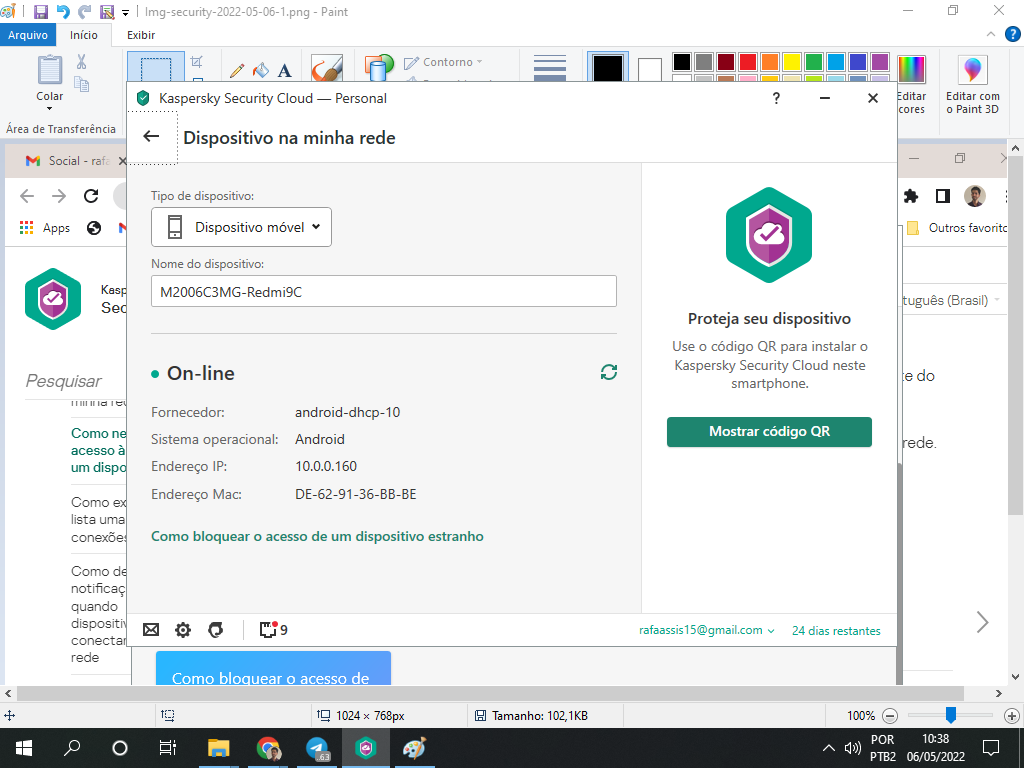 Img-security-2022-05-06-1.png - Paint
Arquivo
Início
Exibir
Colar
Contorno
Editar
cores
Editar com
o Paint 3D
Área de Transferência
Kaspersky Security Cloud — Personal
?
Dispositivo na minha rede
Social - rafa
Apps
Outros favorito
Tipo de dispositivo:
Dispositivo móvel
Nome do dispositivo:
M2006C3MG-Redmi9C
Kasp
Sec
tuguês (Brasil)
Proteja seu dispositivo
Use o código QR para instalar o
Kaspersky Security Cloud neste
smartphone.
Mostrar código QR
Pesquisar
minha red
Como ne
acesso à
um dispo
Como ex
lista uma
conexões
Como de
notificaç
quando
dispositiv
conectar
rede
te do
rede.
On-line
Fornecedor: android-dhcp-10
Sistema operacional: Android
Endereço IP: 10.0.0.160
Endereço Mac: DE-62-91-36-BB-BE
Como bloquear o acesso de um dispositivo estranho
9
rafaassis15@gmail.com
24 dias restantes
Como bloquear o acesso de
1024 × 768px
Tamanho: 102,1KB
100%
63
POR
PTB2
10:38
06/05/2022